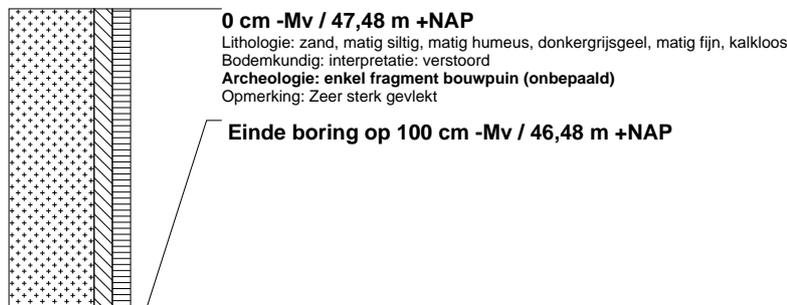 0 cm -Mv / 47,48 m +NAP
Lithologie: zand, matig siltig, matig humeus, donkergrijsgeel, matig fijn, kalkloos
Bodemkundig: interpretatie: verstoord
Archeologie: enkel fragment bouwpuin (onbepaald)
Opmerking: Zeer sterk gevlekt
Einde boring op 100 cm -Mv / 46,48 m +NAP